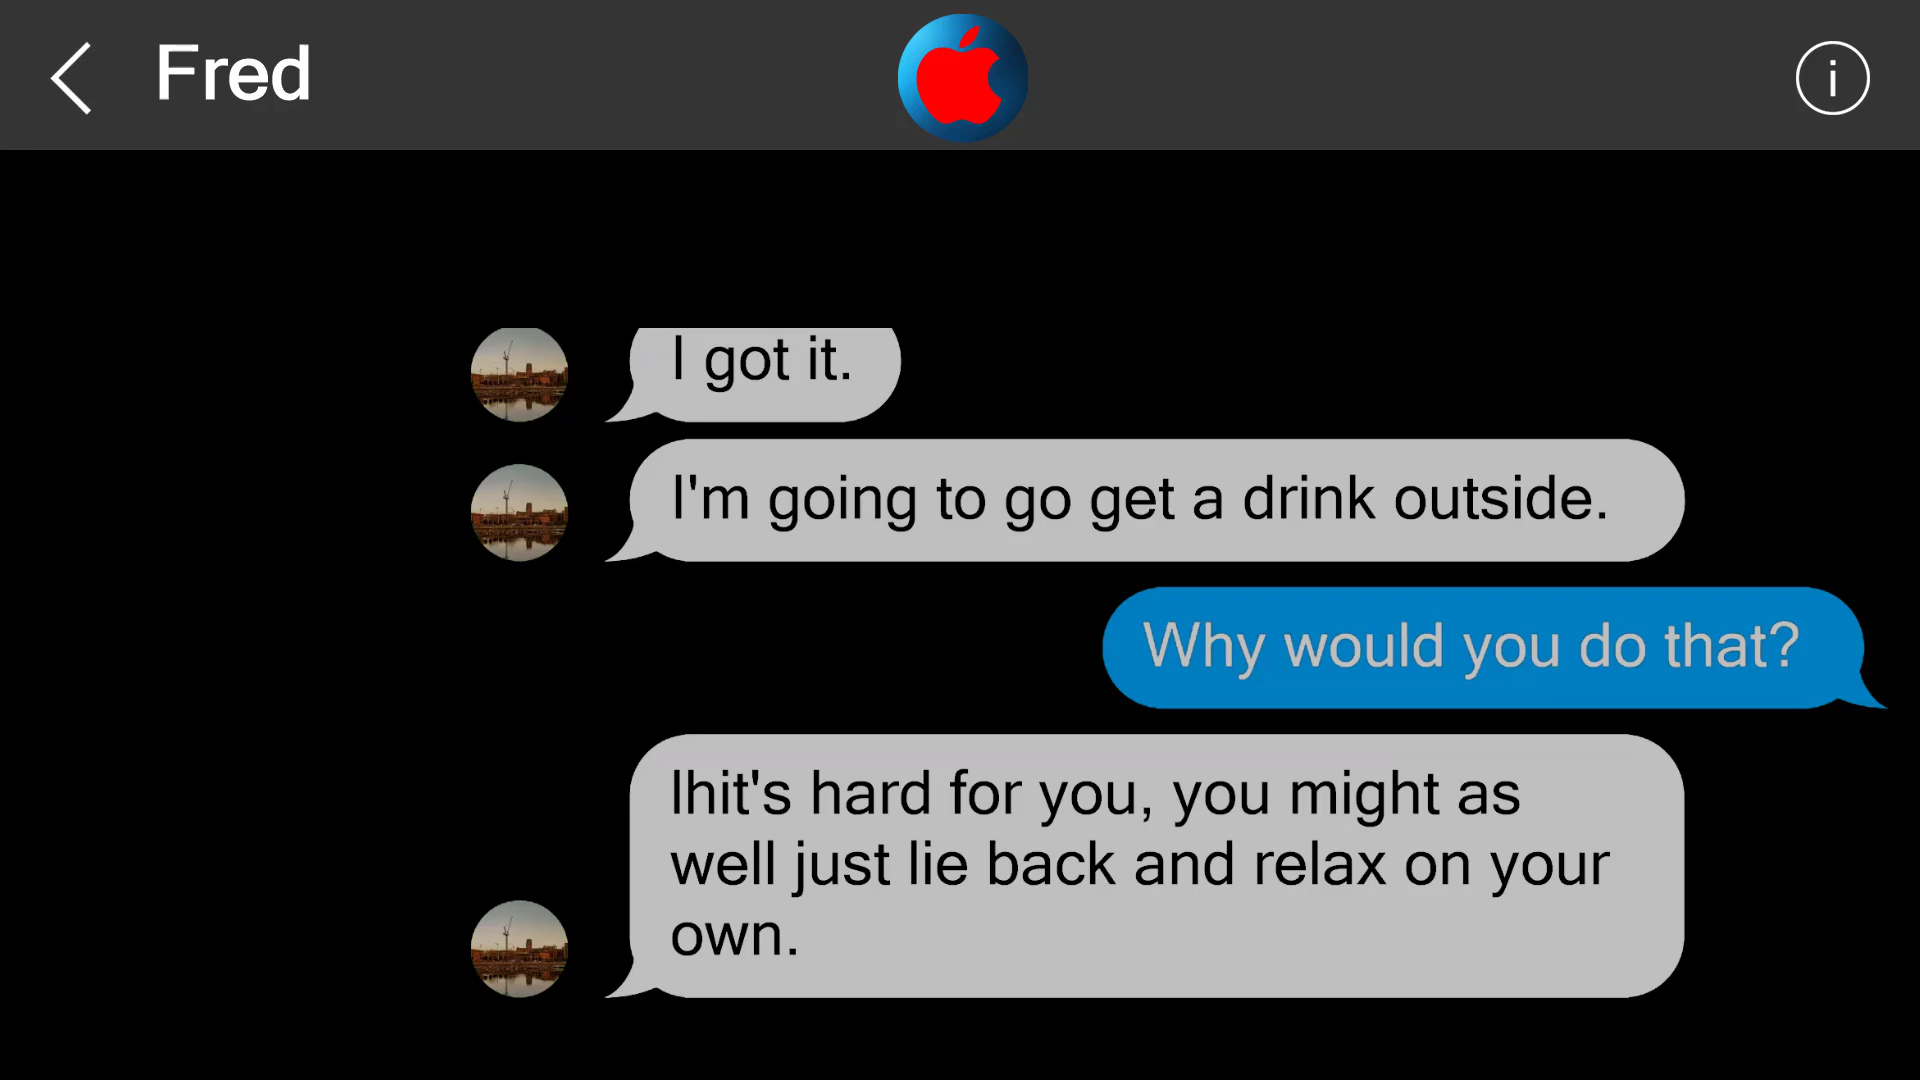 Fred
i
I got it.
I'm going to go get a drink outside.
Why would you do that?
Ihit's hard for you, you might as
well just lie back and relax on your
own.